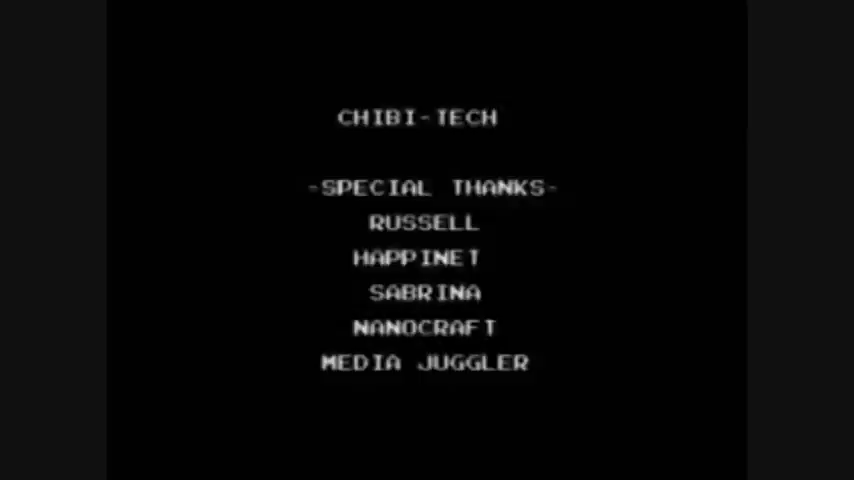 CHIBI-TECH
-SPECIAL THANKS-
RUSSELL
HAPPINET
SABRINA
NANOCRAFT
MEDIA JUGGLER